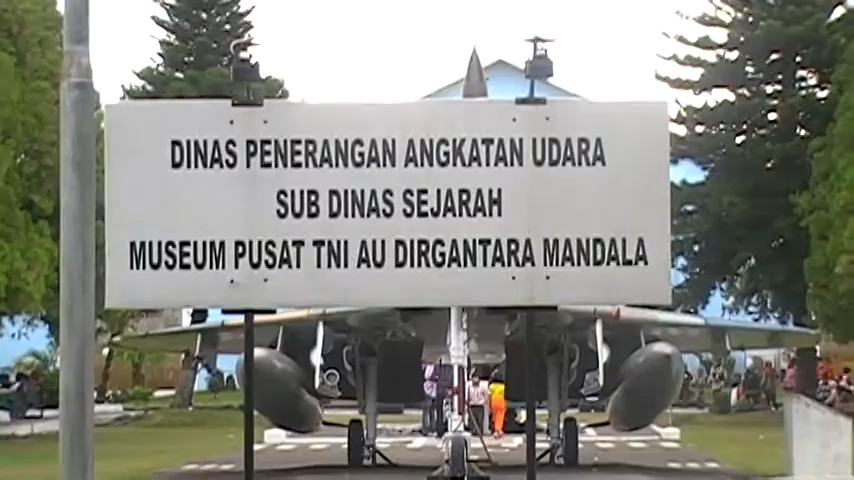 DINAS PENERANGAN ANGKATAN UDARA
SUB DINAS SEJARAH
MUSEUM PUSAT TNI AU DIRGANTARA MANDALA